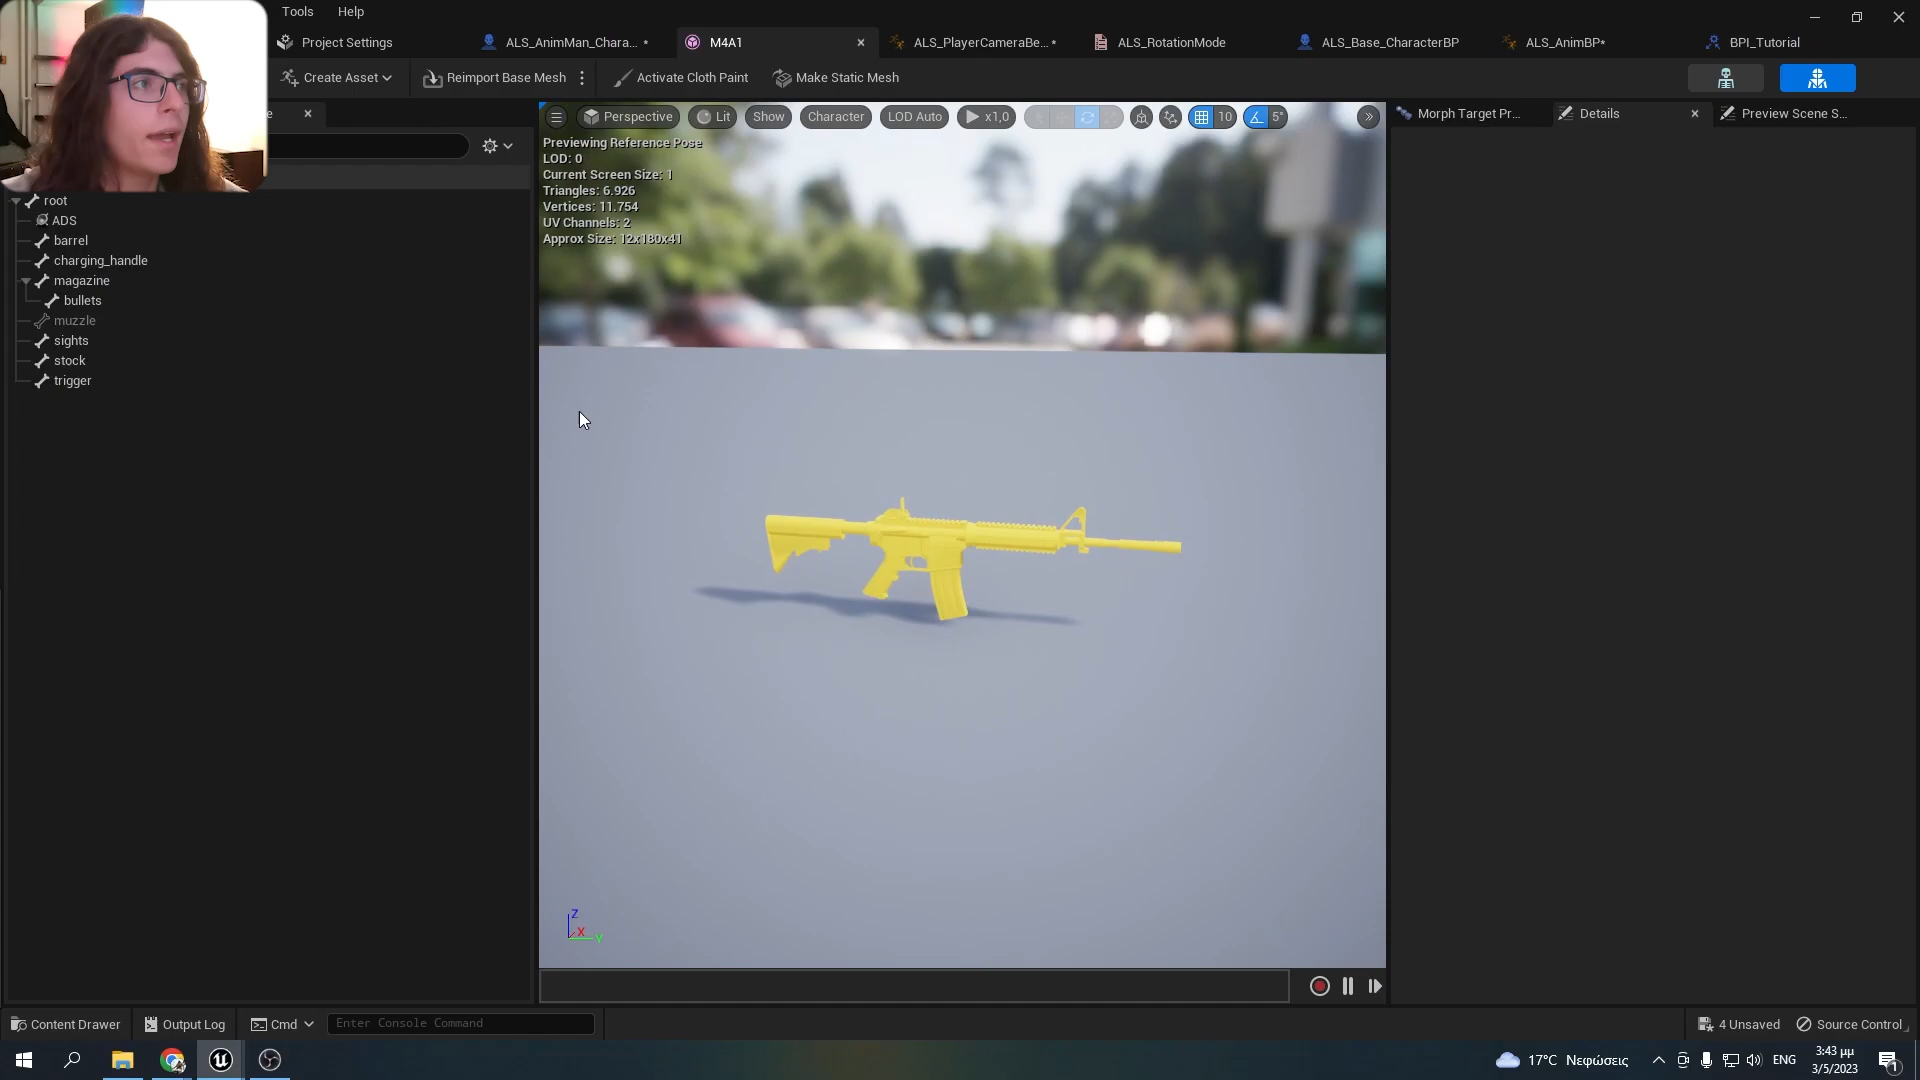 Tools
Help
Project Settings
ALS_AnimMan_Chara... *
M4A1
ALS_PlayerCameraBe... *
ALS_RotationMode
ALS_Base_CharacterBP
ALS_AnimBP*
BPI_Tutorial
Create Asset
Reimport Base Mesh
Activate Cloth Paint
Make Static Mesh
e
Perspective
Lit
Show
Character
LOD Auto
x1,0
10
5°
Morph Target Pr...
Details
Preview Scene S...
Previewing Reference Pose
LOD: 0
Current Screen Size: 1
Triangles: 6.926
Vertices: 11.754
UV Channels: 2
Approx Size: 12x180x41
root
ADS
barrel
charging_handle
magazine
bullets
muzzle
sights
stock
trigger
Z
X
Y
Content Drawer
Output Log
Cmd
Enter Console Command
4 Unsaved
Source Control
17°C Νεφώσεις
ENG
3:43 μμ
3/5/2023
1